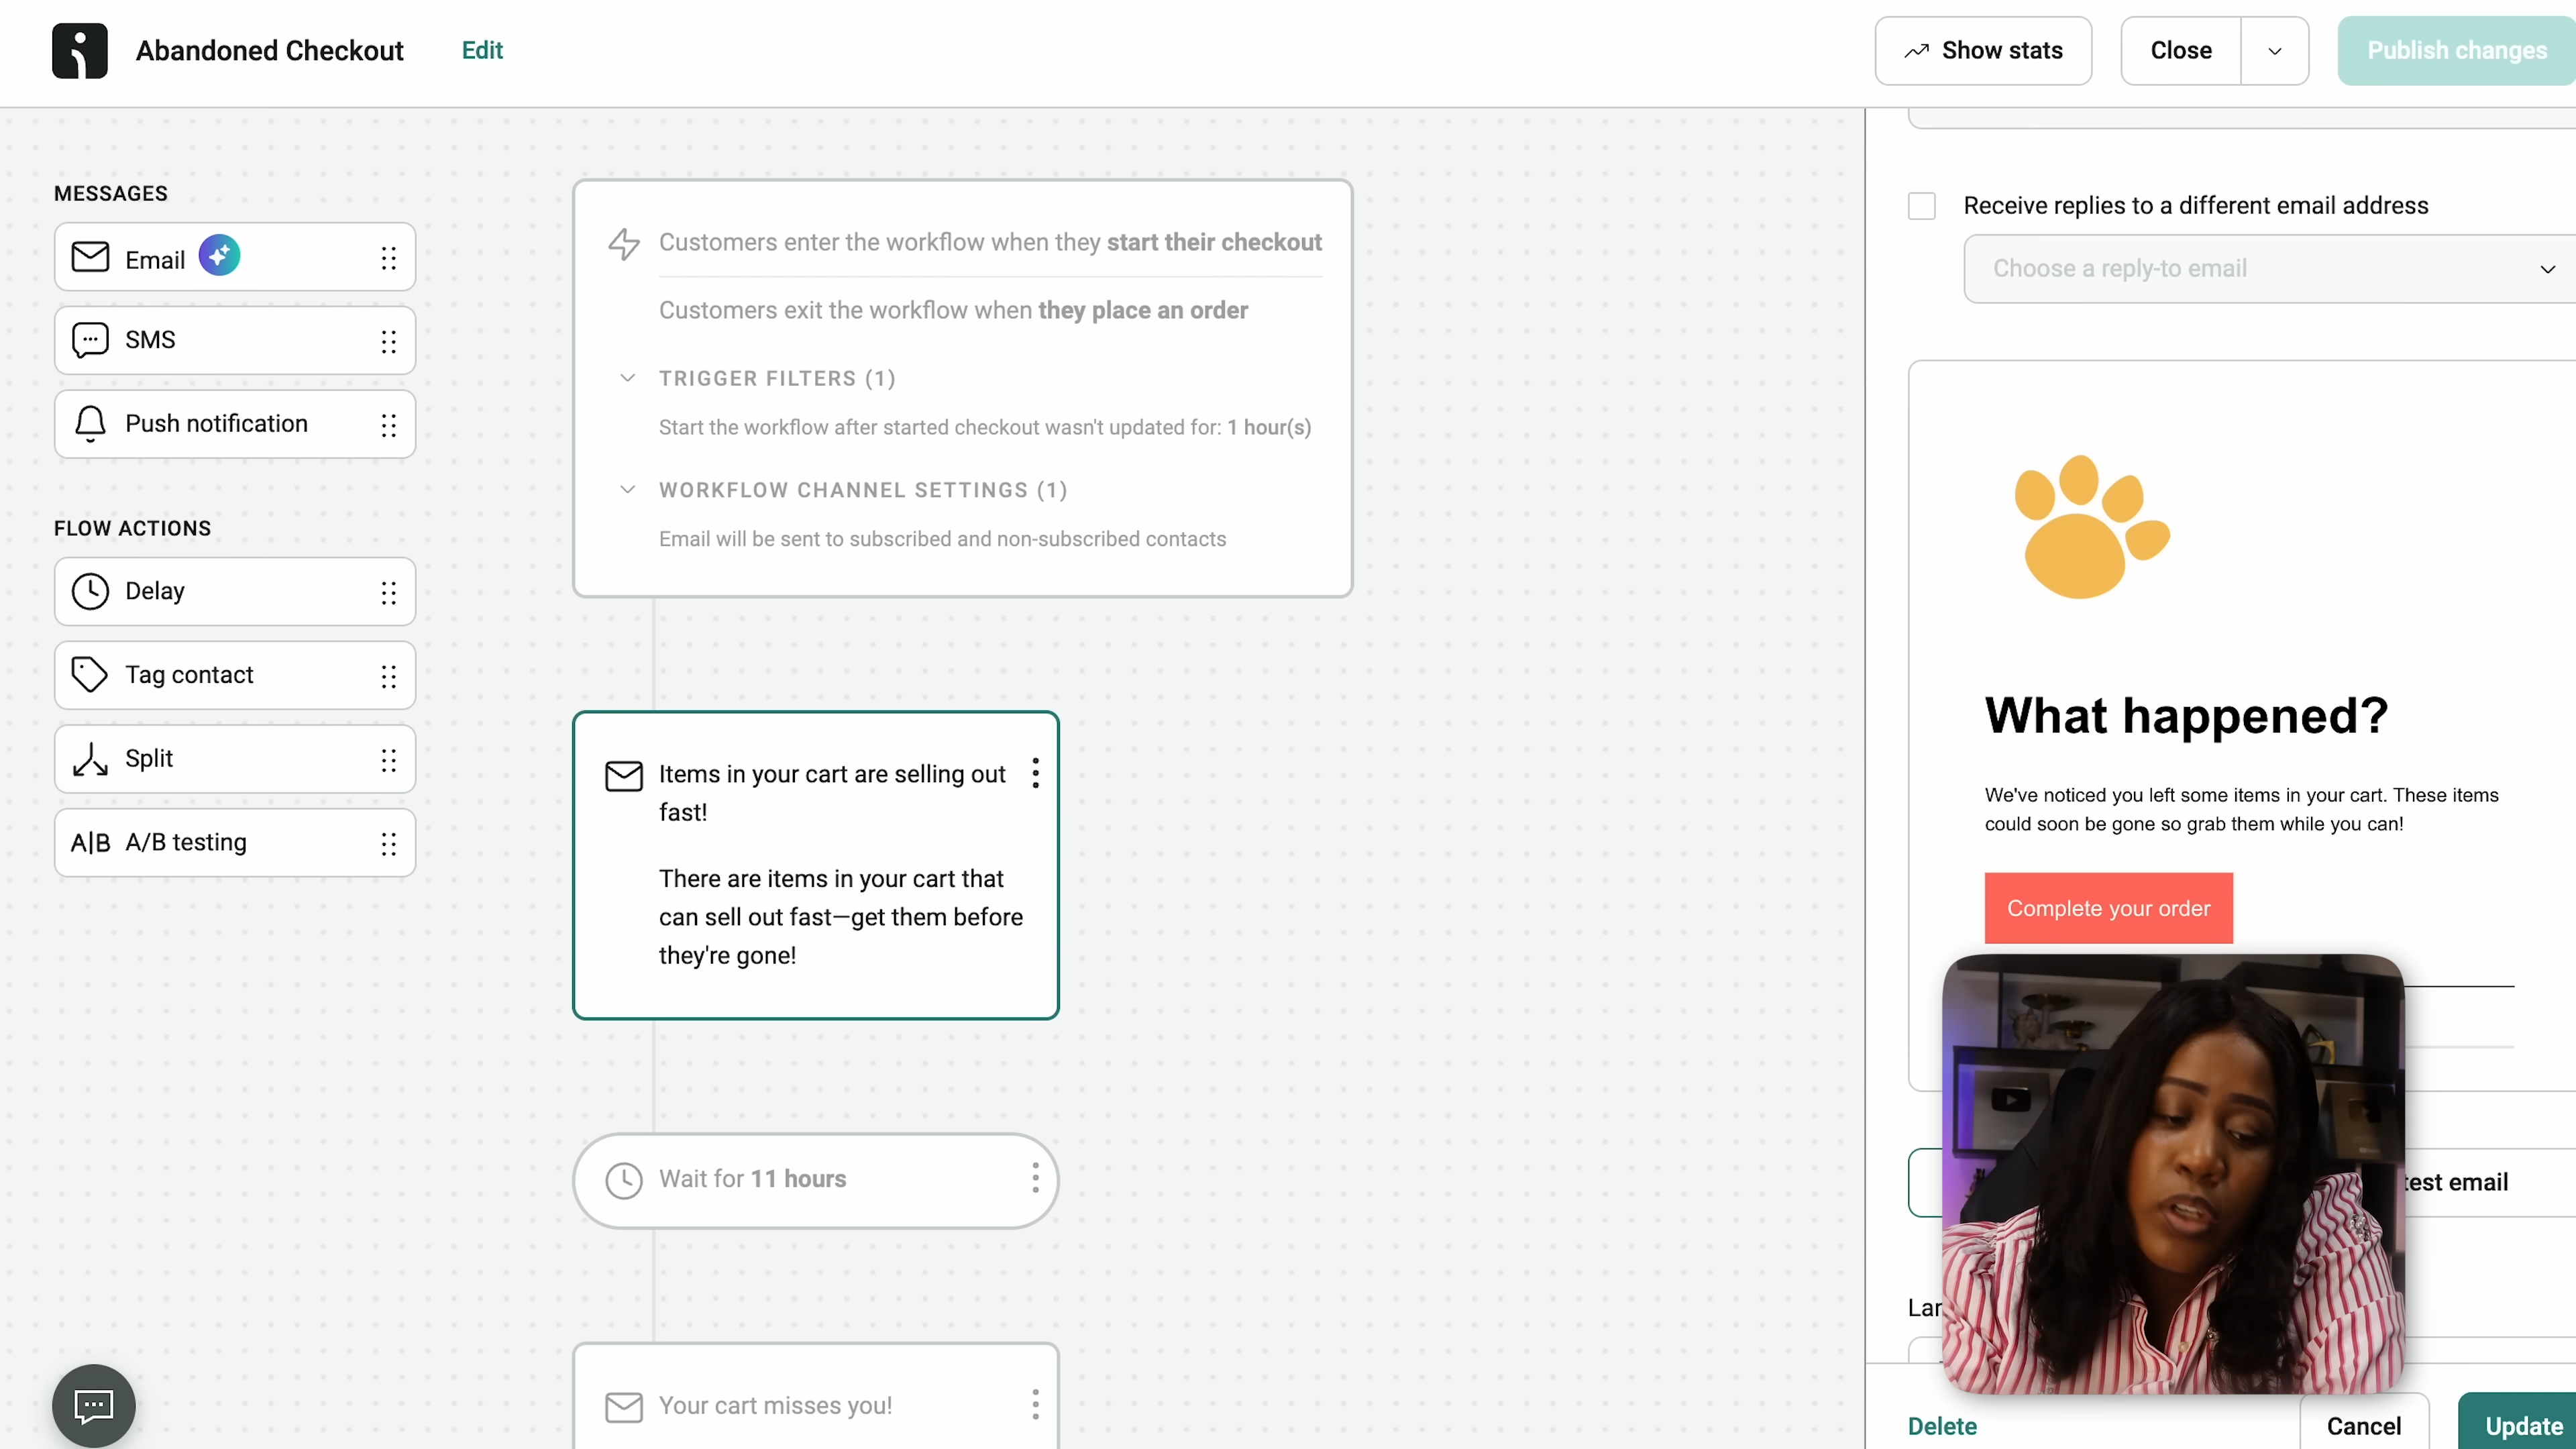 Abandoned Checkout
Edit
Show stats
Close
Publish changes
MESSAGES
Email
SMS
Push notification
FLOW ACTIONS
Delay
Tag contact
Split
A|B A/B testing
Customers enter the workflow when they start their checkout
Customers exit the workflow when they place an order
TRIGGER FILTERS (1)
Start the workflow after started checkout wasn't updated for: 1 hour(s)
WORKFLOW CHANNEL SETTINGS (1)
Email will be sent to subscribed and non-subscribed contacts
Items in your cart are selling out
fast!
There are items in your cart that
can sell out fast—get them before
they're gone!
Wait for 11 hours
Your cart misses you!
Receive replies to a different email address
Choose a reply-to email
What happened?
We've noticed you left some items in your cart. These items
could soon be gone so grab them while you can!
Complete your order
test email
Delete
Cancel
Update